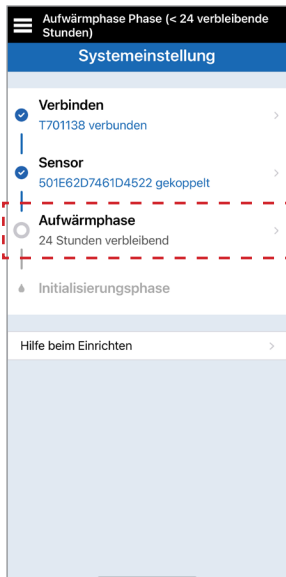 Aufwärmphase Phase (< 24 verbleibende
Stunden)
Systemeinstellung
Verbinden
T701138 verbunden
Sensor
501E62D7461D4522 gekoppelt
Aufwärmphase
24 Stunden verbleibend
Initialisierungsphase
Hilfe beim Einrichten